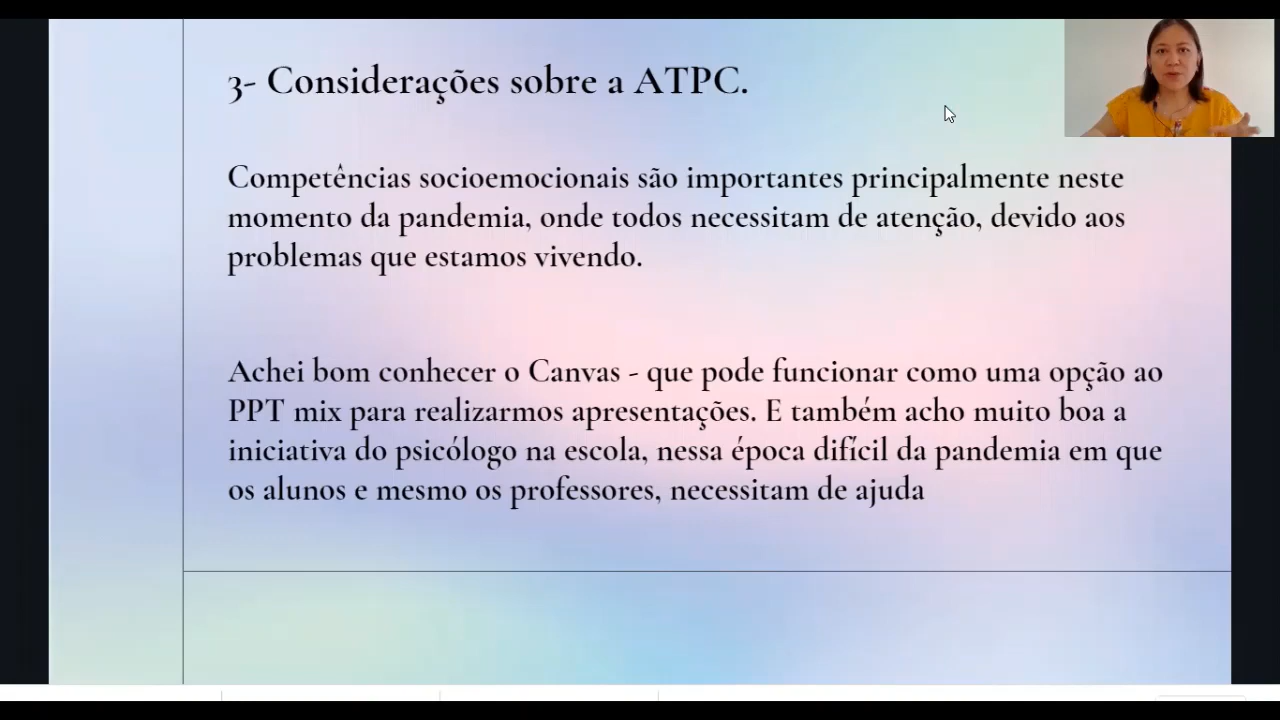 3- Considerações sobre a ATPC.
Competências socioemocionais são importantes principalmente neste
momento da pandemia, onde todos necessitam de atenção, devido aos
problemas que estamos vivendo.
Achei bom conhecer o Canvas - que pode funcionar como uma opção ao
PPT mix para realizarmos apresentações. E também acho muito boa a
iniciativa do psicólogo na escola, nessa época difícil da pandemia em que
os alunos e mesmo os professores, necessitam de ajuda